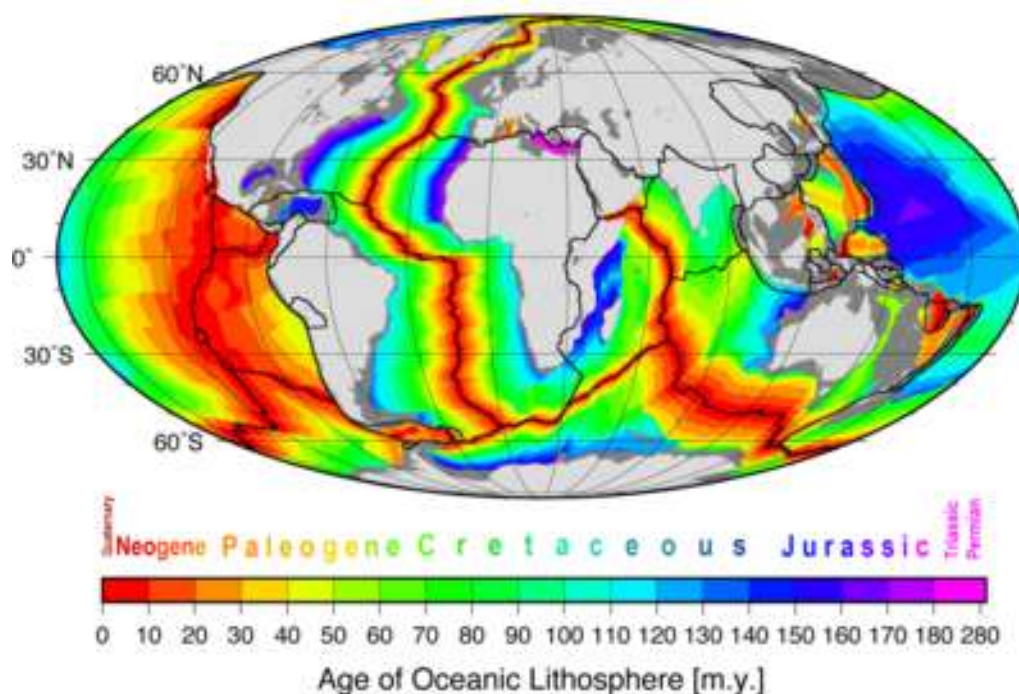 60°N
30°N
0°
30°S
60°S
Quaternary Neogene Paleogene Cretaceous Jurassic Triassic Permian
0 10 20 30 40 50 60 70 80 90 100 110 120 130 140 150 160 170 180 280
Age of Oceanic Lithosphere [m.y.]